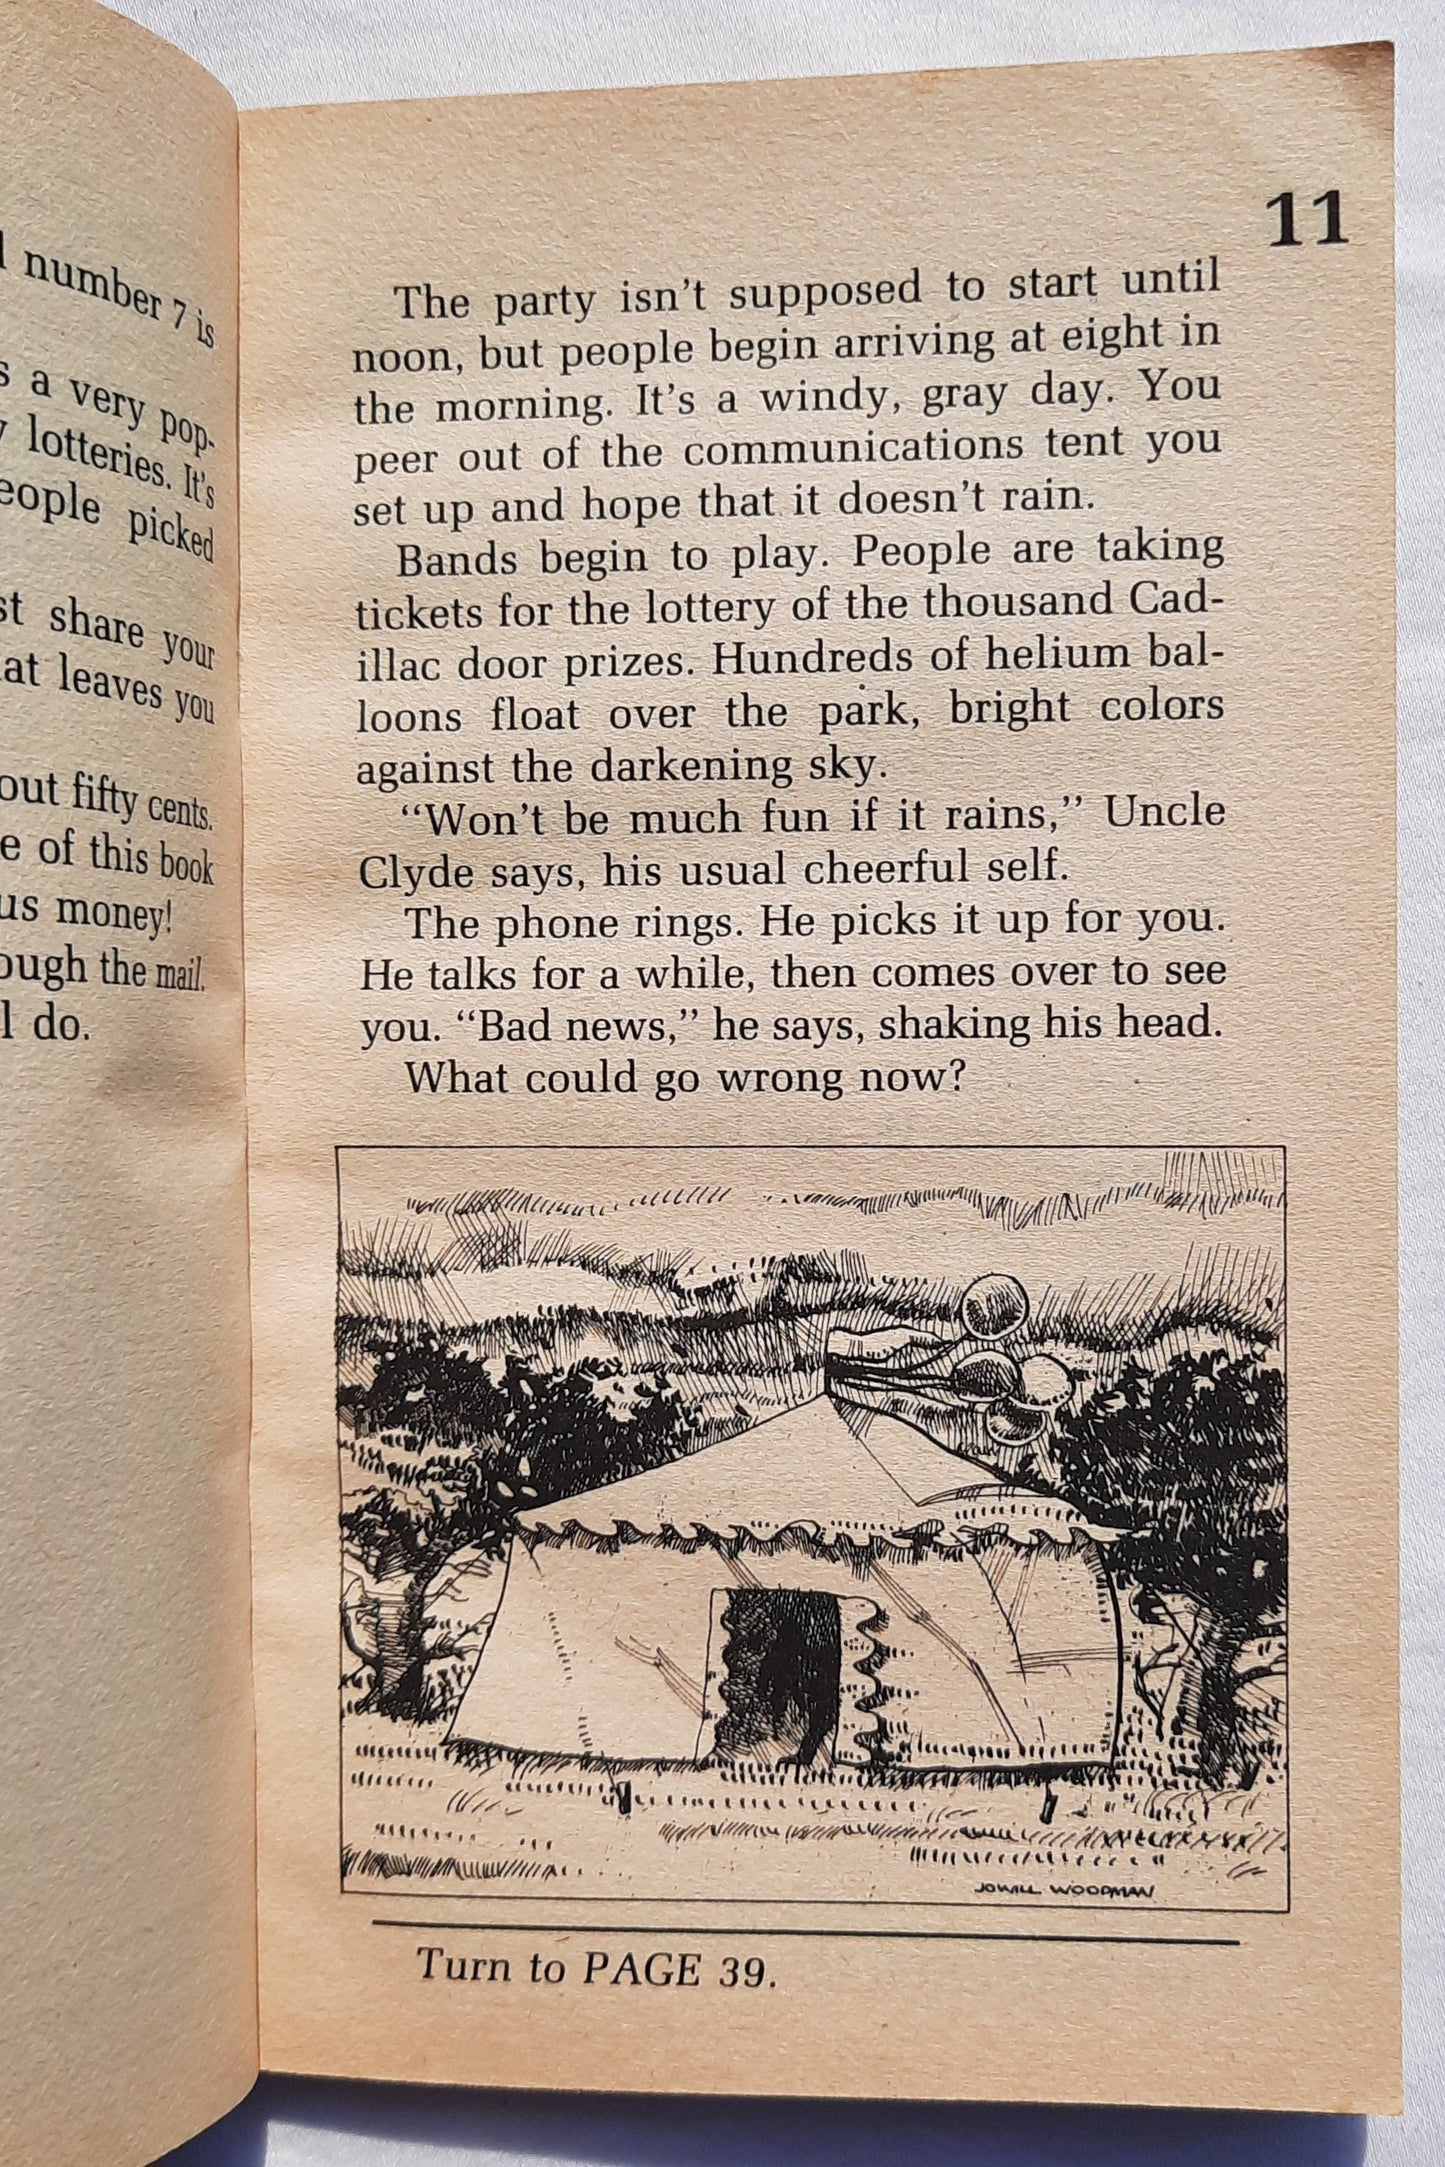 l number 7 is
s a very pop-
y lotteries. It's
eople picked
st share your
at leaves you
out fifty cents.
e of this book
us money!
ough the mail.
l do.
11
The party isn't supposed to start until
noon, but people begin arriving at eight in
the morning. It's a windy, gray day. You
peer out of the communications tent you
set up and hope that it doesn't rain.
Bands begin to play. People are taking
tickets for the lottery of the thousand Cad-
illac door prizes. Hundreds of helium bal-
loons float over the park, bright colors
against the darkening sky.
“Won't be much fun if it rains,” Uncle
Clyde says, his usual cheerful self.
The phone rings. He picks it up for you.
He talks for a while, then comes over to see
you. “Bad news,” he says, shaking his head.
What could go wrong now?
JOWILL WOODMAN
Turn to PAGE 39.